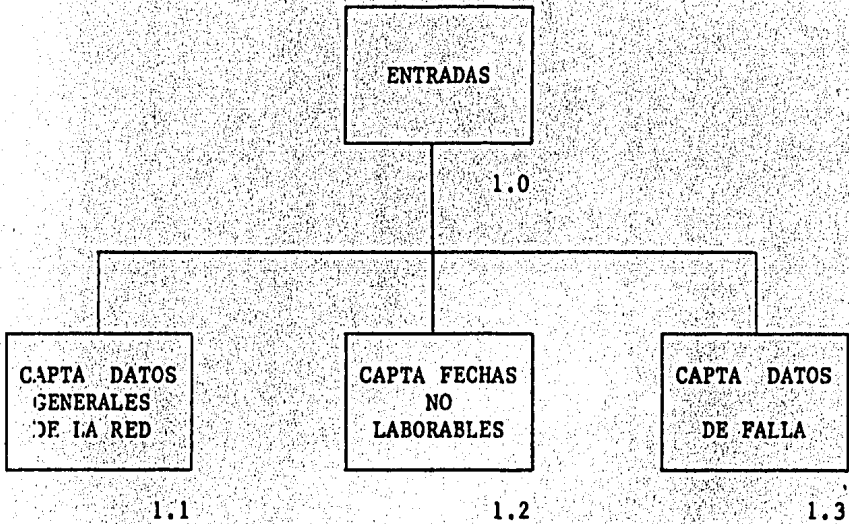 ENTRADAS
1.0
CAPTA DATOS
GENERALES
DE LA RED
1.1
CAPTA FECHAS
NO
LABORABLES
1.2
CAPTA DATOS
DE FALLA
1.3